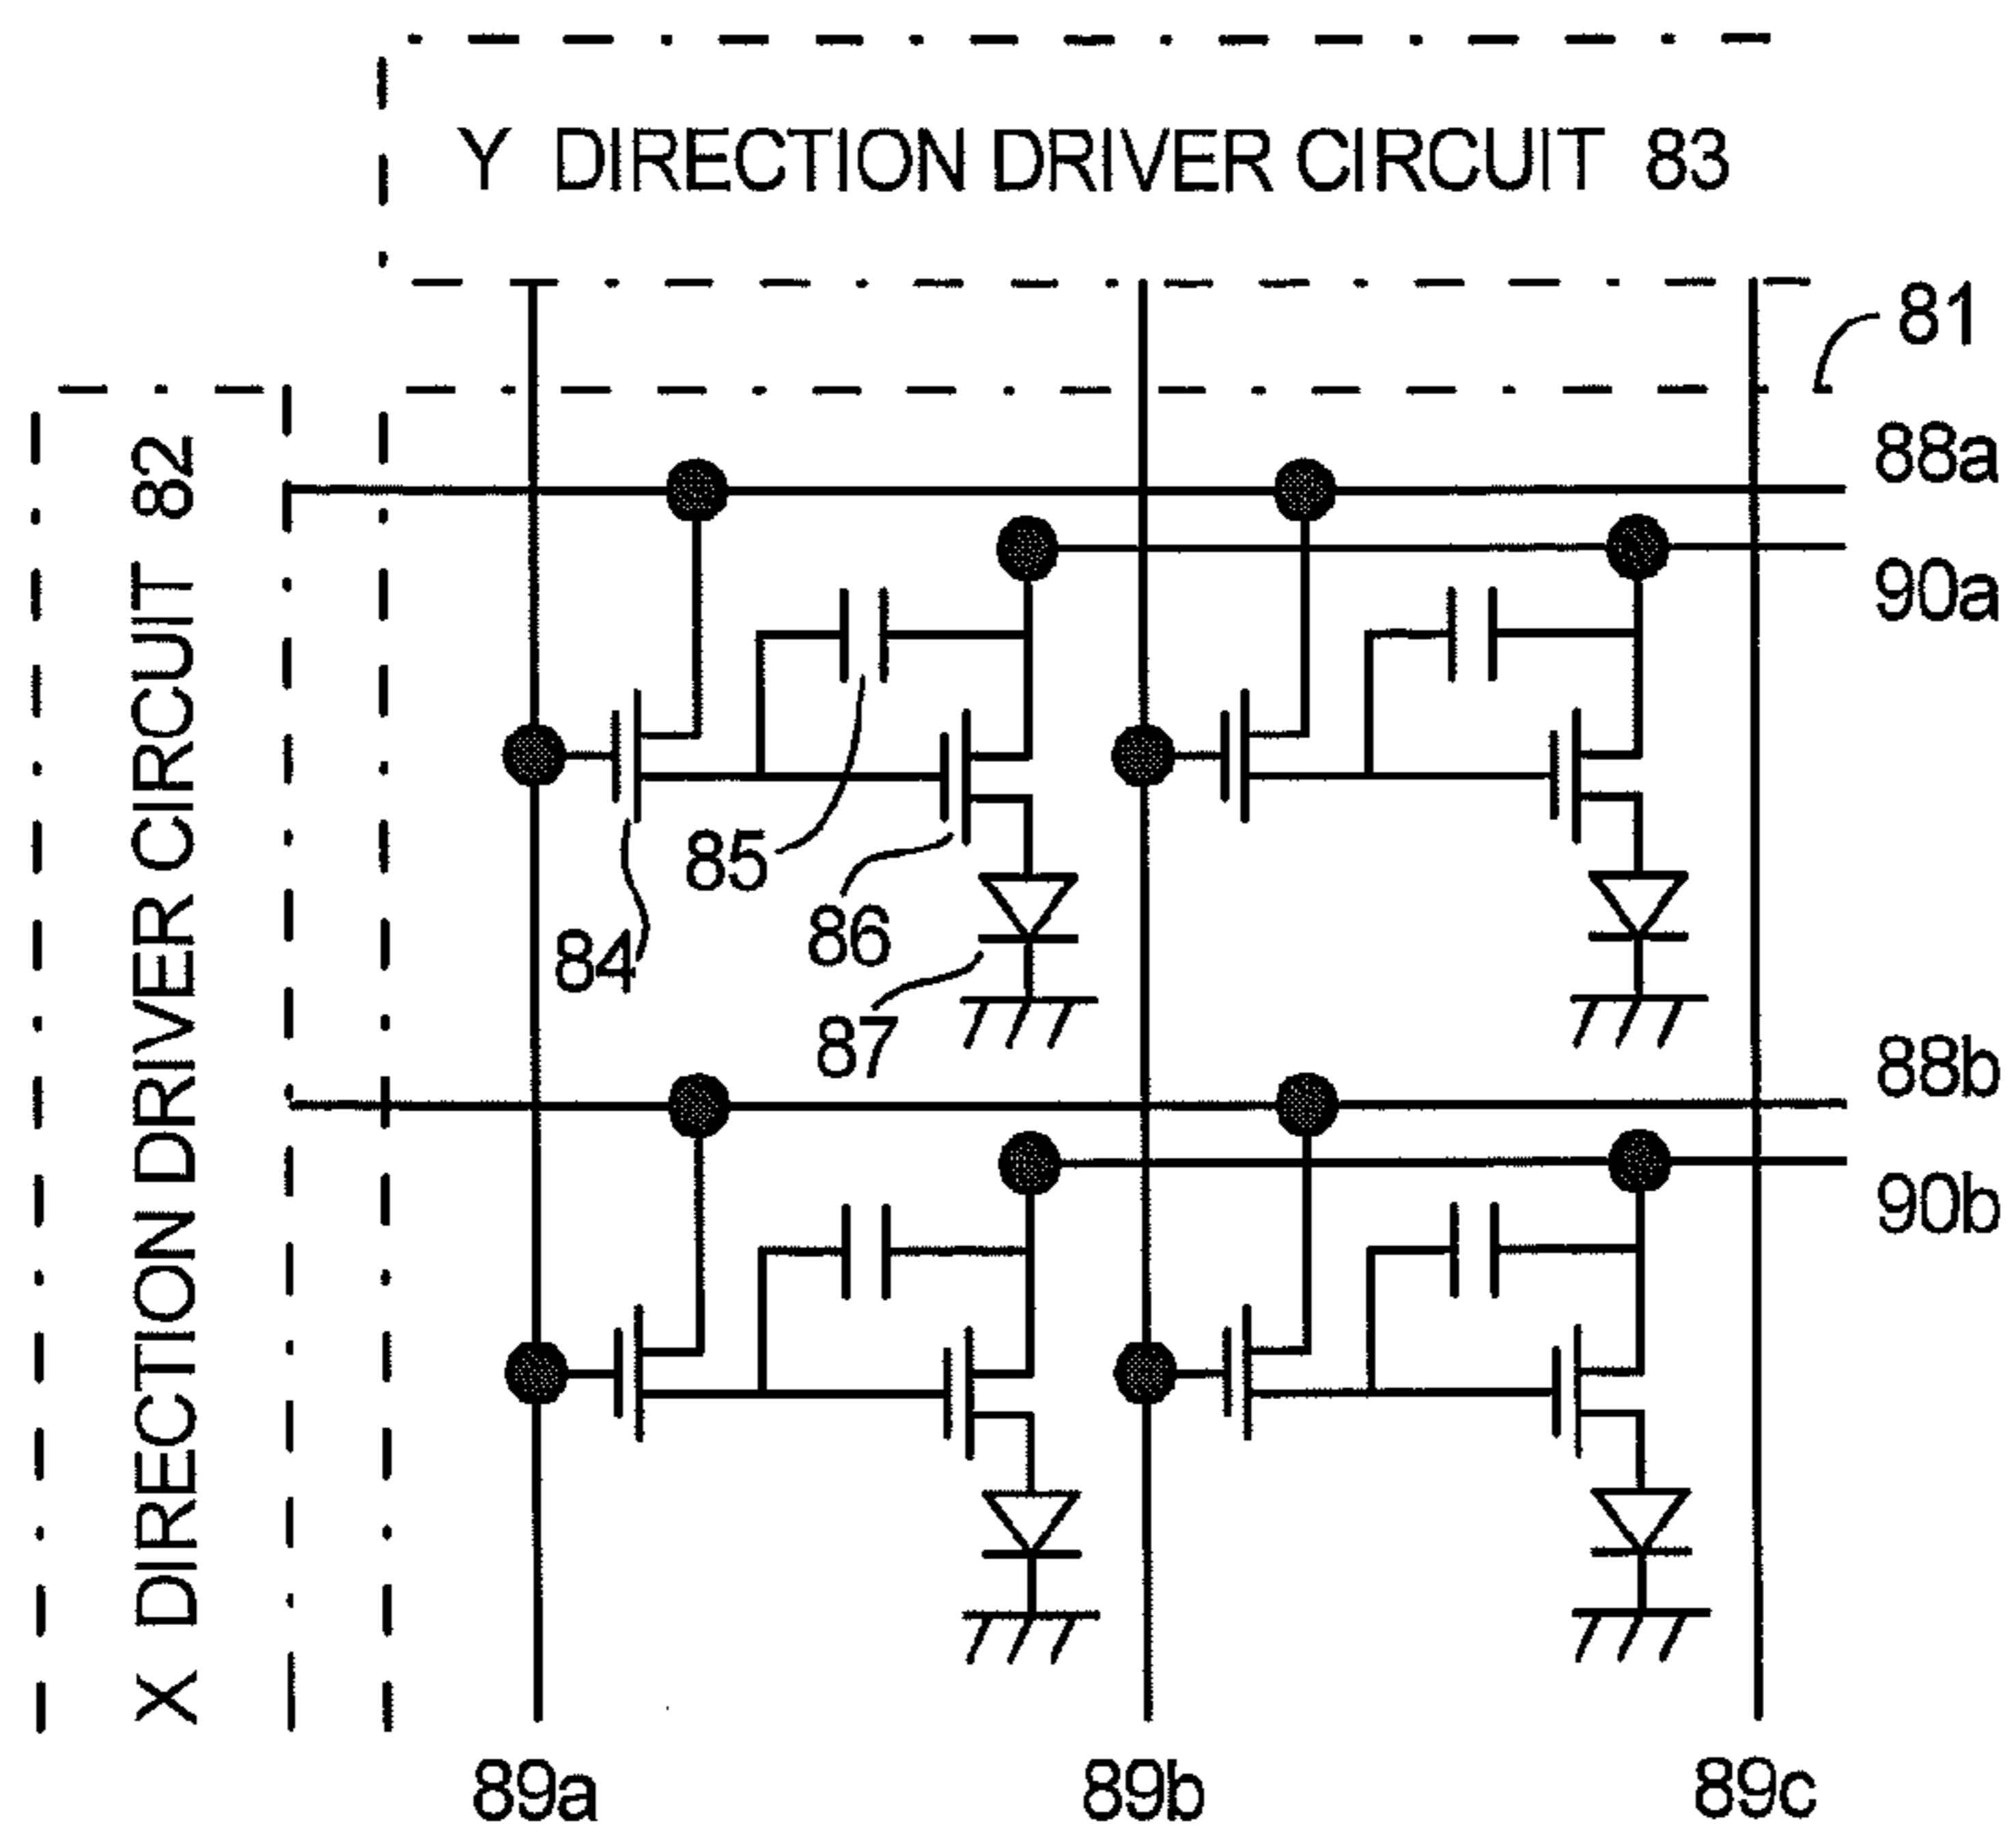 Y DIRECTION DRIVER CIRCUIT 83
81
X DIRECTION DRIVER CIRCUIT 82
88a
90a
85
86
84
87
88b
90b
89a
89b
89c